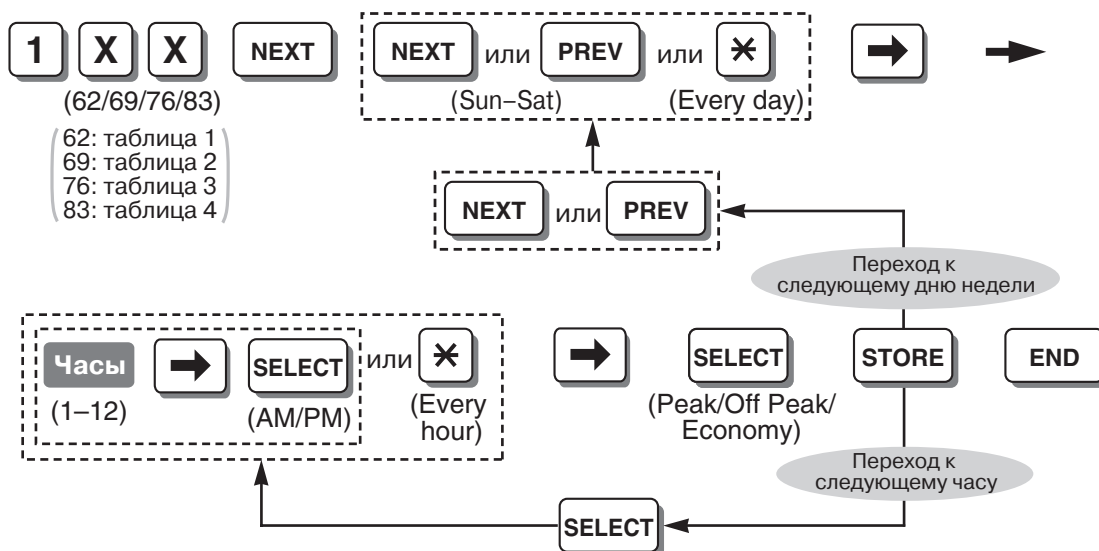 1 X X NEXT NEXT или PREV или ✳ ➡ ➡
(62/69/76/83) (Sun–Sat) (Every day)
62: таблица 1
69: таблица 2
76: таблица 3
83: таблица 4
NEXT или PREV
Переход к
следующему дню недели
Часы ➡ SELECT или ✳ ➡ SELECT STORE END
(1–12) (AM/PM) (Every
hour) (Peak/Off Peak/
Economy)
Переход к
следующему часу
SELECT